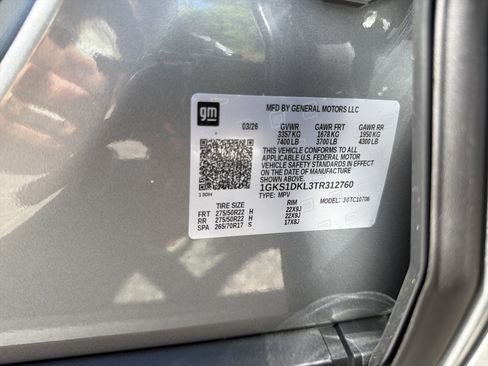 gm
MFD BY GENERAL MOTORS LLC
03/26 GVWR GAWR FRT GAWR RR
3357 KG 1678 KG 1950 KG
7400 LB 3700 LB 4300 LB
THIS VEHICLE CONFORMS TO ALL
APPLICABLE U.S. FEDERAL MOTOR
VEHICLE SAFETY STANDARDS IN EFFECT
ON THE DATE OF MANUFACTURE
SHOWN ABOVE.
1GKS1DKL3TR312760
TYPE: MPV MODEL: TC10706
TIRE SIZE RIM
FRT 275/50R22 H 22X9J
RR 275/50R22 H 22X9J
SPA 265/70R17 S 17X8J